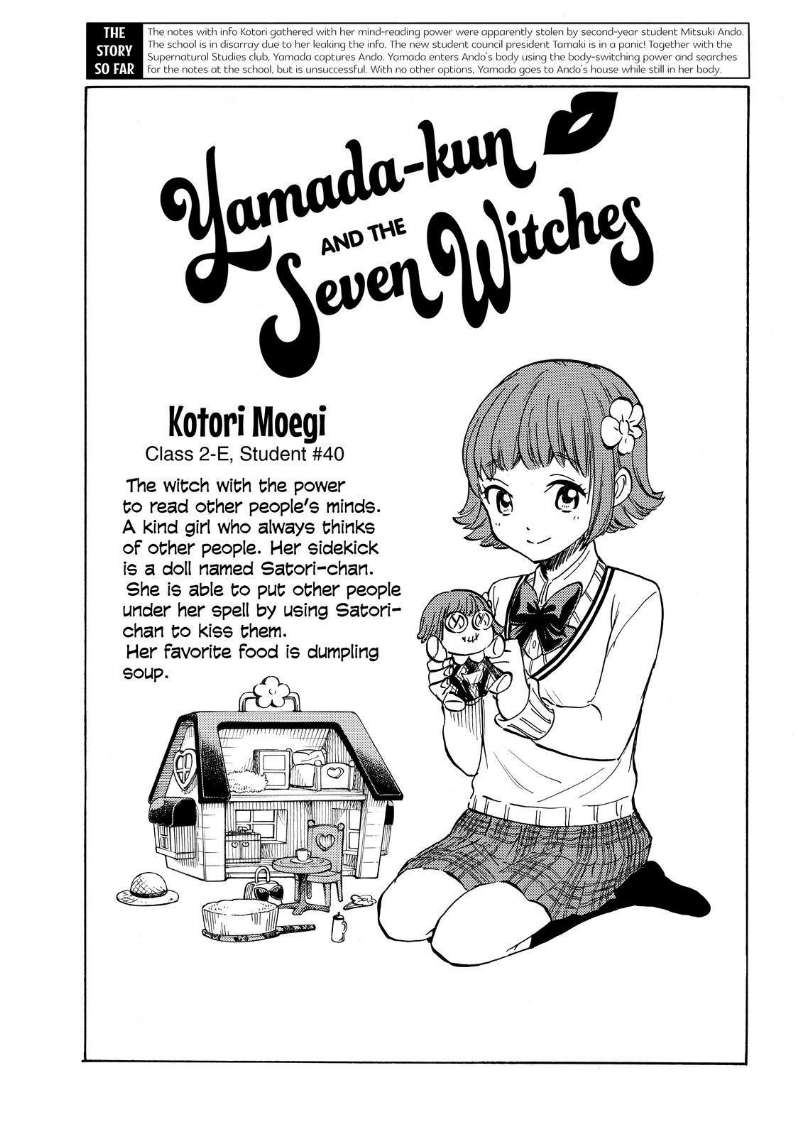 THE
STORY
SO FAR
The notes with info Kotori gathered with her mind-reading power were apparently stolen by second-year student Mitsuki Ando.
The school is in disarray due to her leaking the info. The new student council president Tamaki is in a panic! Together with the
Supernatural Studies club, Yamada captures Ando. Yamada enters Ando's body using the body-switching power and searches
for the notes at the school, but is unsuccessful. With no other options, Yamada goes to Ando's house while still in her body.
Yamada-kun
AND THE
Seven Witches
Kotori Moegi
Class 2-E, Student #40
The witch with the power
to read other people's minds.
A kind girl who always thinks
of other people. Her sidekick
is a doll named Satori-chan.
She is able to put other people
under her spell by using Satori-
chan to kiss them.
Her favorite food is dumpling
soup.